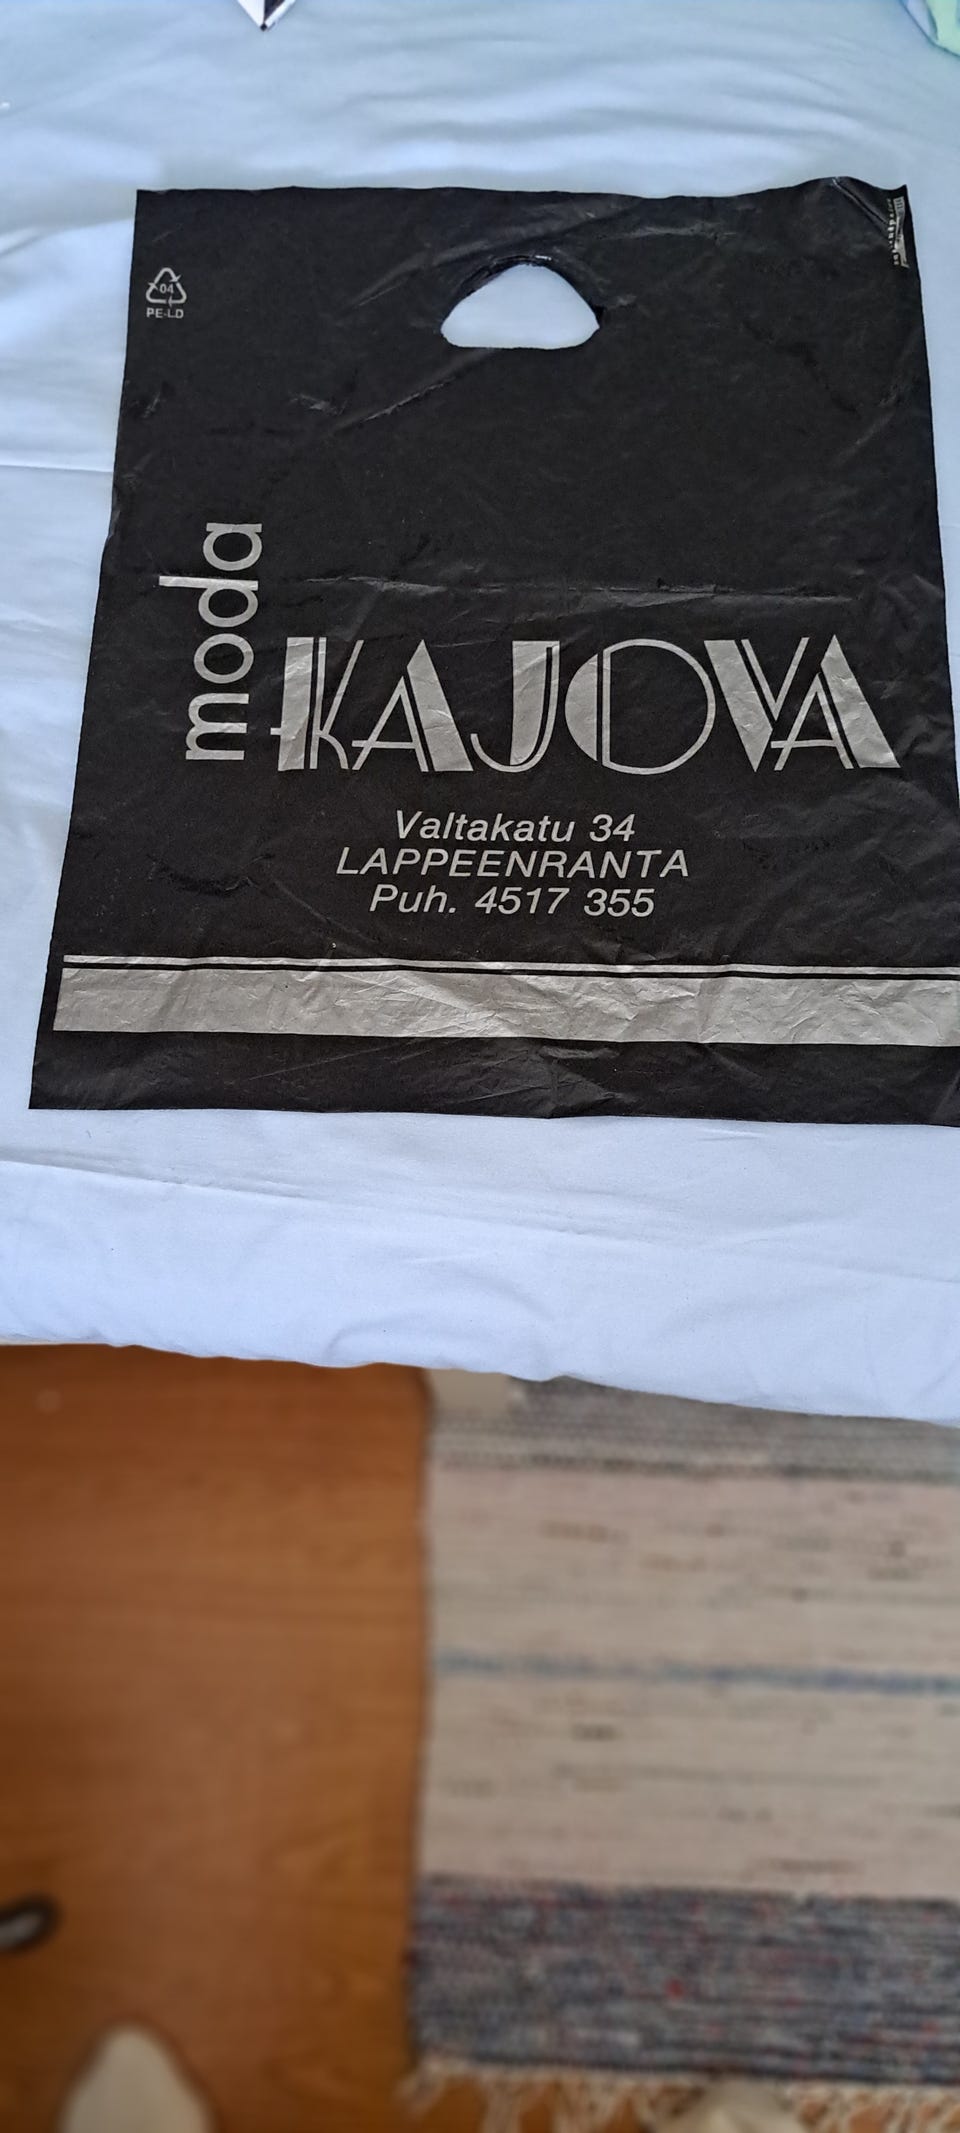 04
PE-LD
moda
KAJOVA
Valtakatu 34
LAPPEENRANTA
Puh. 4517 355